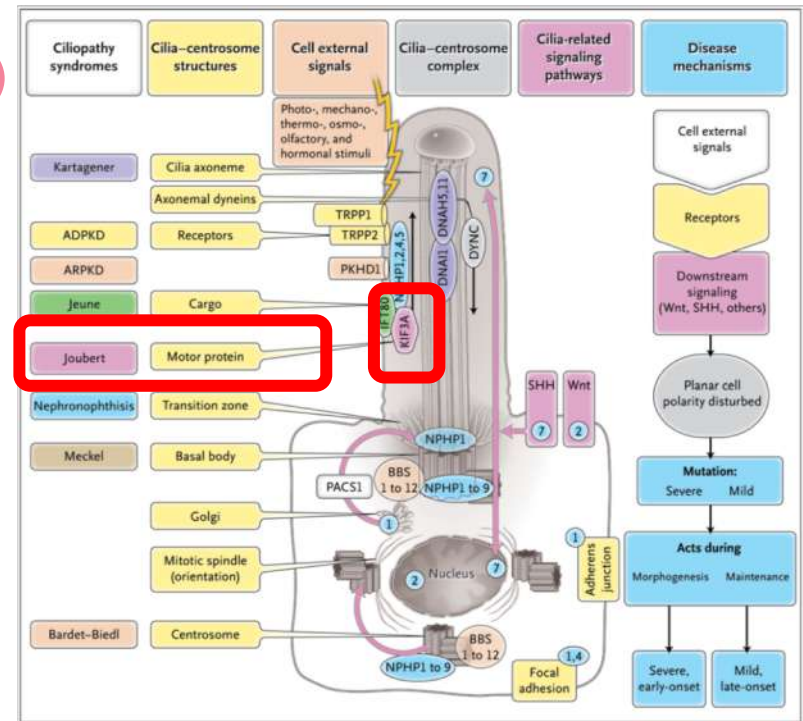 Ciliopathy
syndromes
Cilia–centrosome
structures
Cell external
signals
Cilia–centrosome
complex
Cilia-related
signaling
pathways
Disease
mechanisms
Photo-, mechano-,
thermo-, osmo-,
olfactory, and
hormonal stimuli
Kartagener
Cilia axoneme
Axonemal dyneins
ADPKD
Receptors
ARPKD
Jeune
Cargo
Joubert
Motor protein
Nephronophthisis
Transition zone
Meckel
Basal body
Golgi
Mitotic spindle
(orientation)
Bardet–Biedl
Centrosome
TRPP1
TRPP2
PKHD1
NPHP1,2,4,5
IFT80
KIF3A
DNAH5,11
DNAI1
DYNC
7
SHH
7
Wnt
2
NPHP1
BBS
1 to 12
NPHP1 to 9
PACS1
1
2
Nucleus
7
1
Adherens
junction
BBS
1 to 12
NPHP1 to 9
1,4
Focal
adhesion
Cell external
signals
Receptors
Downstream
signaling
(Wnt, SHH, others)
Planar cell
polarity disturbed
Mutation:
Severe Mild
Acts during
Morphogenesis Maintenance
Severe,
early-onset
Mild,
late-onset